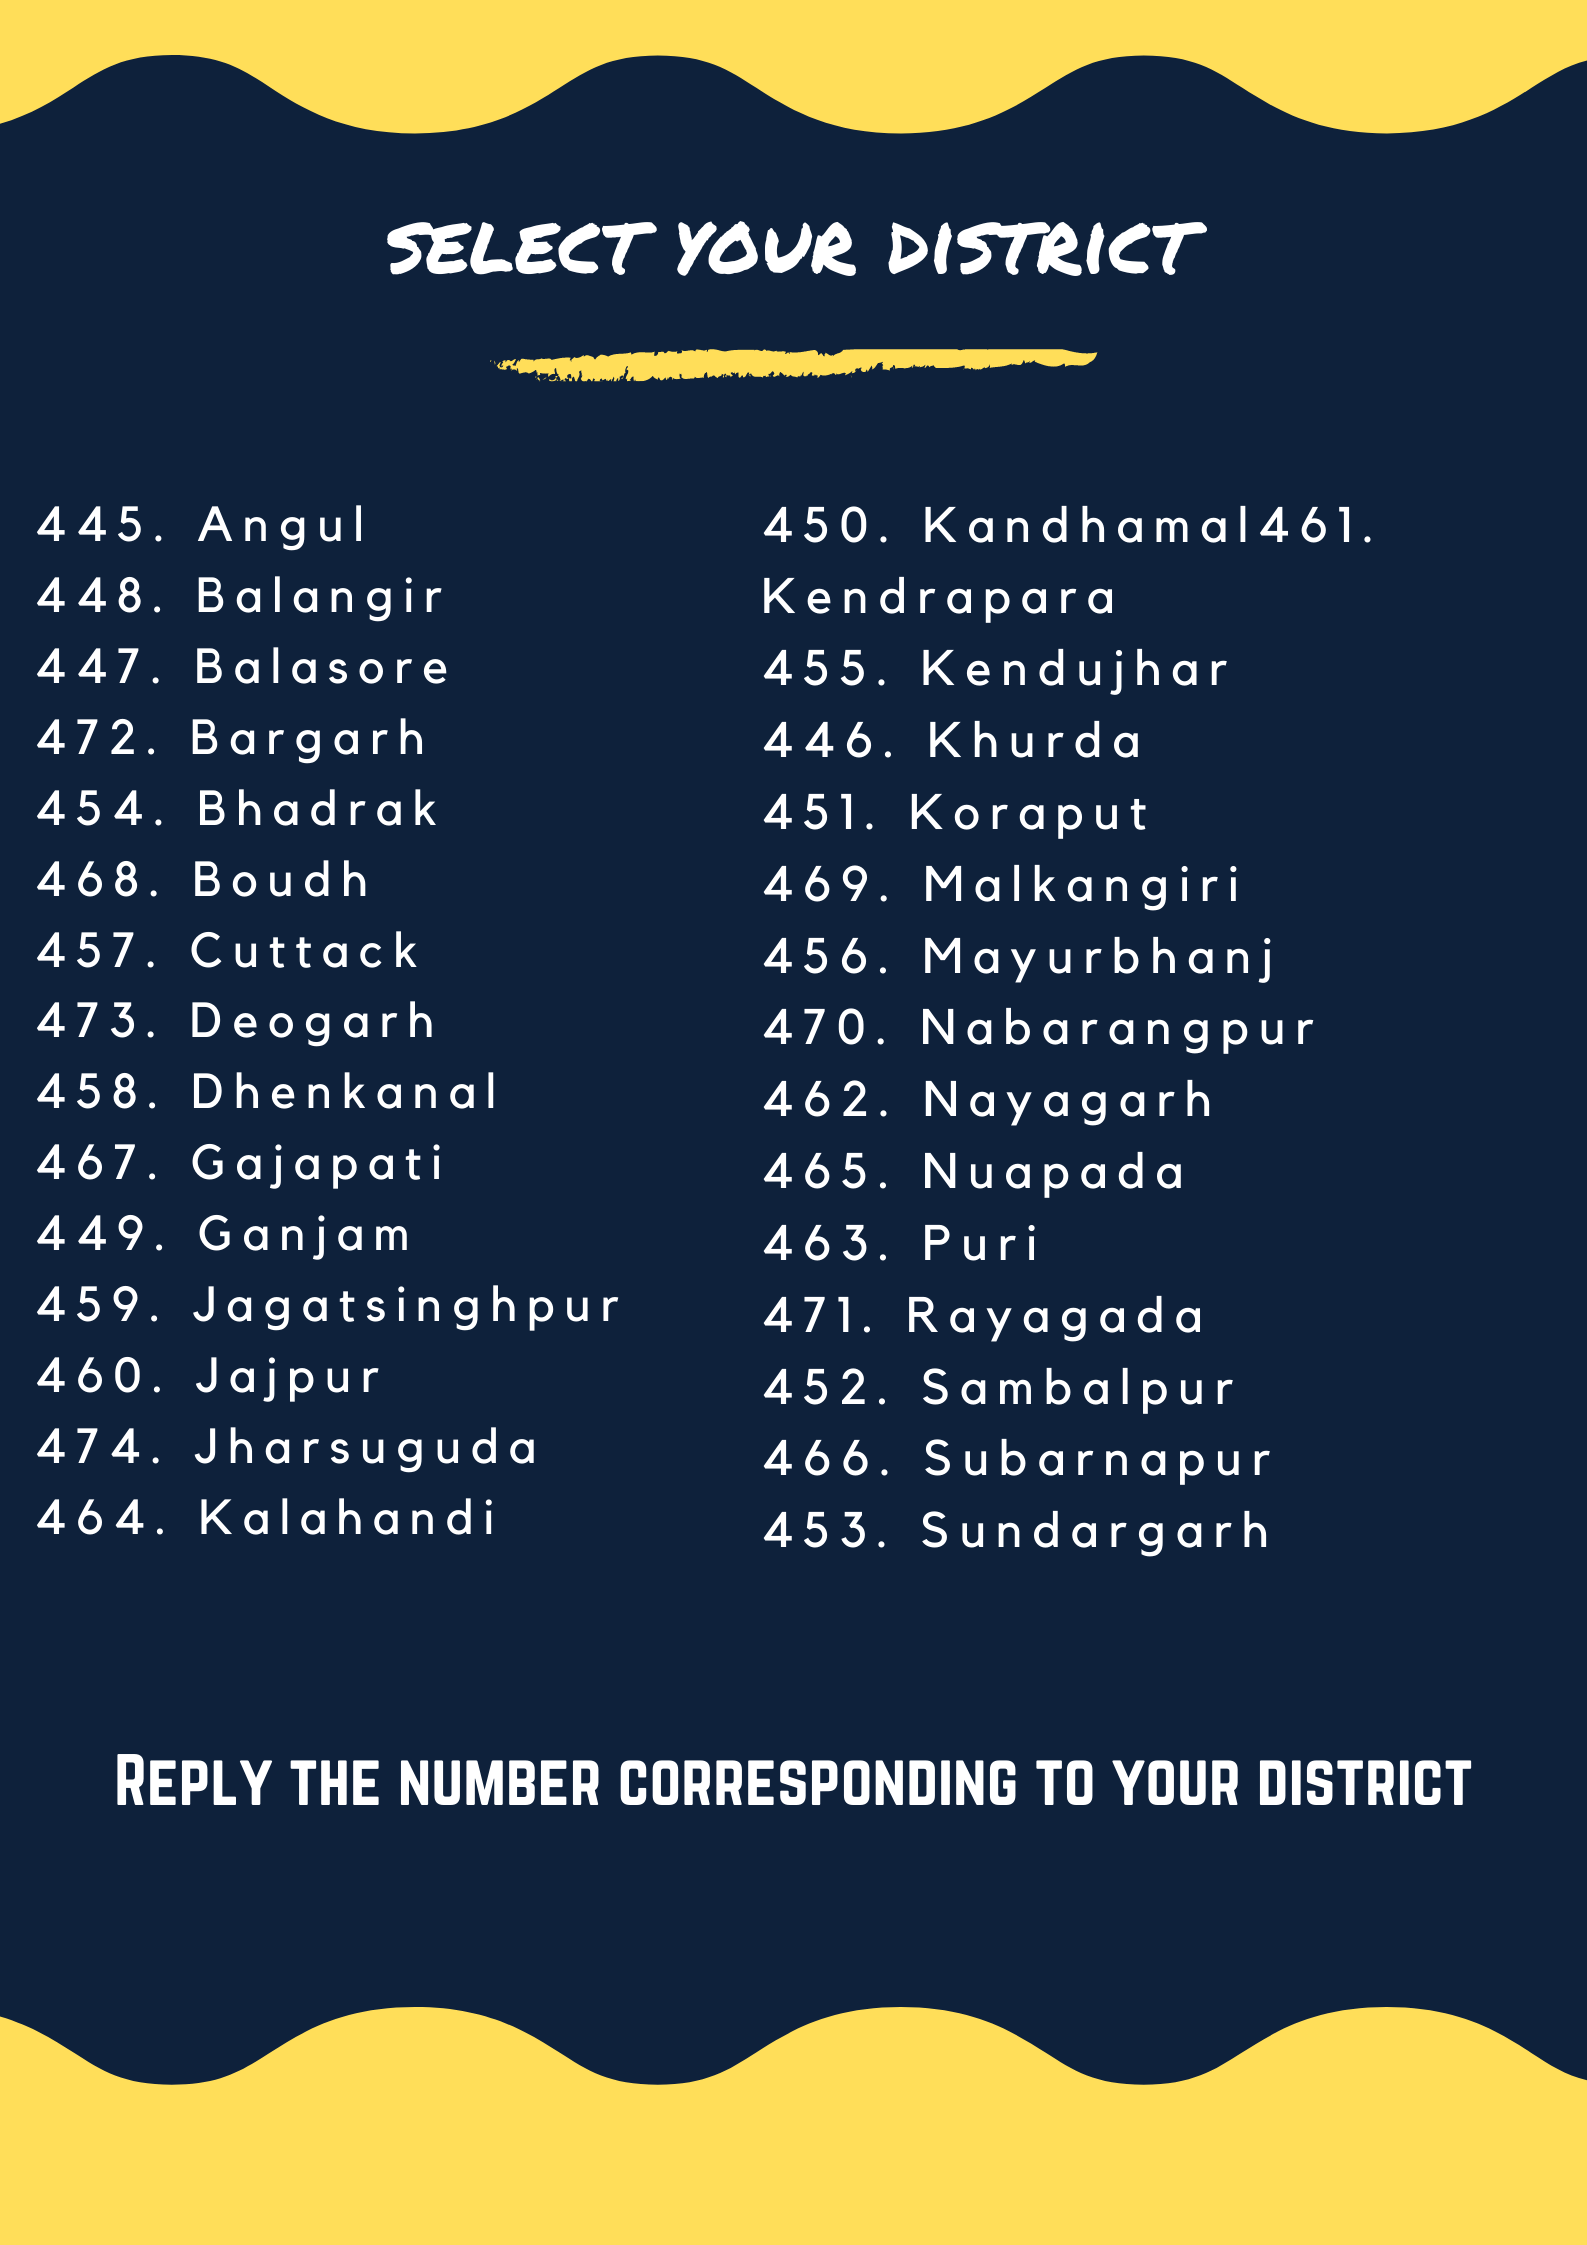 SELECT YOUR DISTRICT
445. Angul
448. Balangir
447. Balasore
472. Bargarh
454. Bhadrak
468. Boudh
457. Cuttack
473. Deogarh
458. Dhenkanal
467. Gajapati
449. Ganjam
459. Jagatsinghpur
460. Jajpur
474. Jharsuguda
464. Kalahandi
450. Kandhamal461.
Kendrapara
455. Kendujhar
446. Khurda
451. Koraput
469. Malkangiri
456. Mayurbhanj
470. Nabarangpur
462. Nayagarh
465. Nuapada
463. Puri
471. Rayagada
452. Sambalpur
466. Subarnapur
453. Sundargarh
REPLY THE NUMBER CORRESPONDING TO YOUR DISTRICT